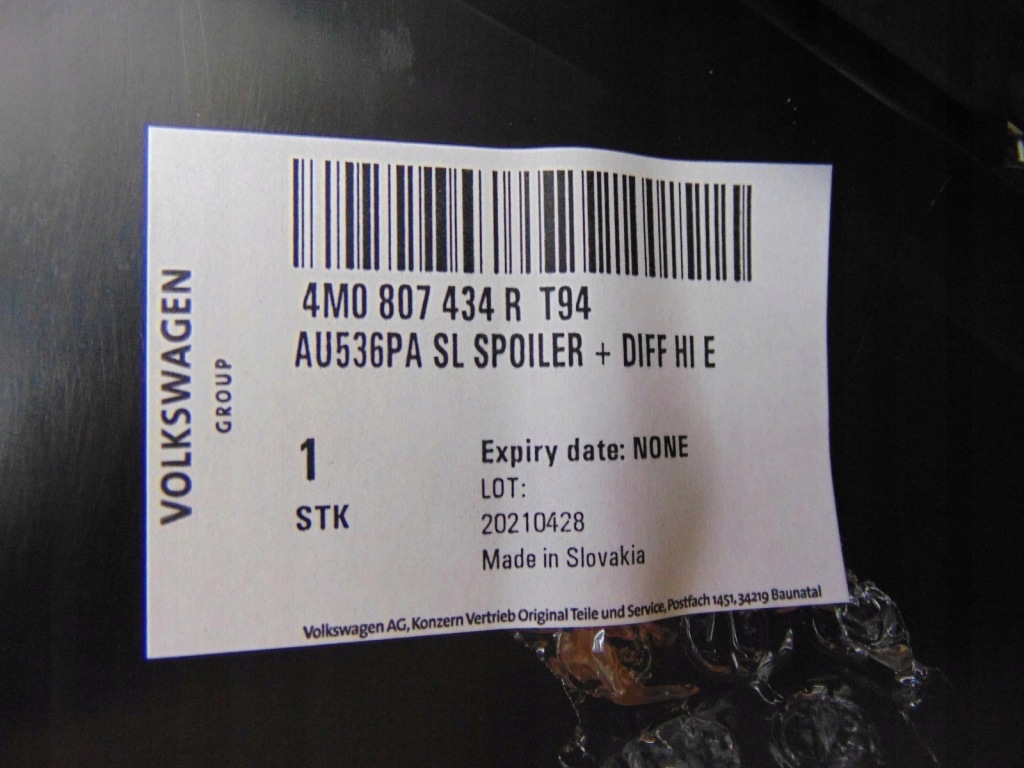 VOLKSWAGEN
GROUP
4M0 807 434 R T94
AU536PA SL SPOILER + DIFF HI E
1
STK
Expiry date: NONE
LOT:
20210428
Made in Slovakia
Volkswagen AG, Konzern Vertrieb Original Teile und Service, Postfach 1451, 34219 Baunatal